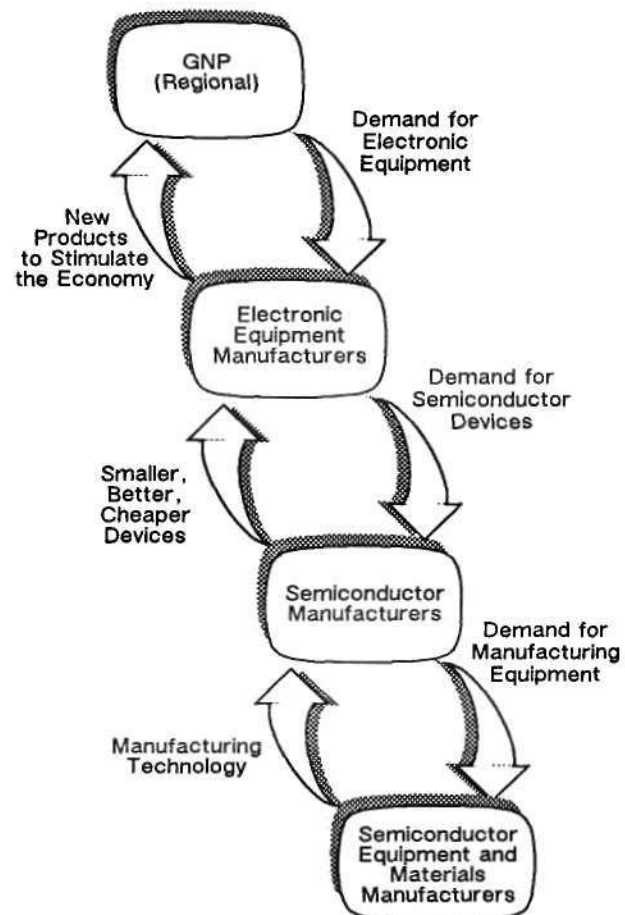 GNP
(Regional)
Demand for
Electronic
Equipment
New
Products
to Stimulate
the Economy
Electronic
Equipment
Manufacturers
Demand for
Semiconductor
Devices
Smaller,
Better,
Cheaper
Devices
Semiconductor
Manufacturers
Demand for
Manufacturing
Equipment
Manufacturing
Technology
Semiconductor
Equipment and
Materials
Manufacturers